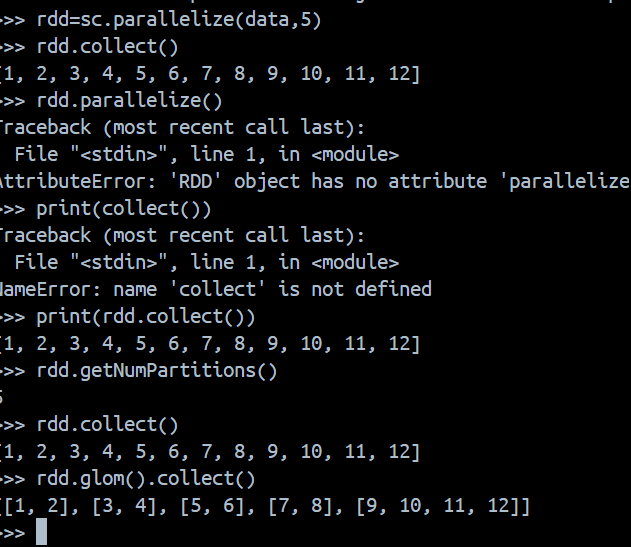 >>> rdd=sc.parallelize(data,5)
>>> rdd.collect()
[1, 2, 3, 4, 5, 6, 7, 8, 9, 10, 11, 12]
>>> rdd.parallelize()
Traceback (most recent call last):
  File "<stdin>", line 1, in <module>
AttributeError: 'RDD' object has no attribute 'parallelize
>>> print(collect())
Traceback (most recent call last):
  File "<stdin>", line 1, in <module>
NameError: name 'collect' is not defined
>>> print(rdd.collect())
[1, 2, 3, 4, 5, 6, 7, 8, 9, 10, 11, 12]
>>> rdd.getNumPartitions()
5
>>> rdd.collect()
[1, 2, 3, 4, 5, 6, 7, 8, 9, 10, 11, 12]
>>> rdd.glom().collect()
[[1, 2], [3, 4], [5, 6], [7, 8], [9, 10, 11, 12]]
>>>